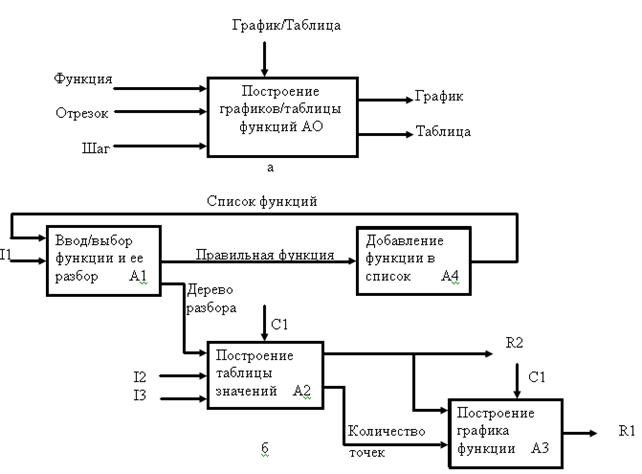 График/Таблица
Функция
Отрезок
Шаг
Построение
графиков/таблицы
функций АО
График
Таблица
а
Список функций
I1
Ввод/выбор
функции и ее
разбор А1
Правильная функция
Добавление
функции в
список А4
Дерево
разбора
C1
I2
I3
Построение
таблицы
значений А2
R2
C1
Количество
точек
Построение
графика
функции А3
R1
б